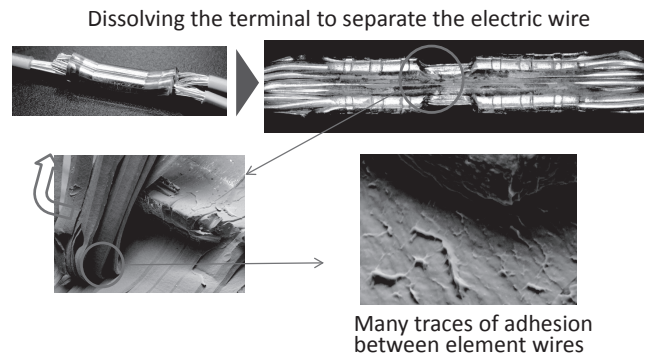 Dissolving the terminal to separate the electric wire
Many traces of adhesion
between element wires